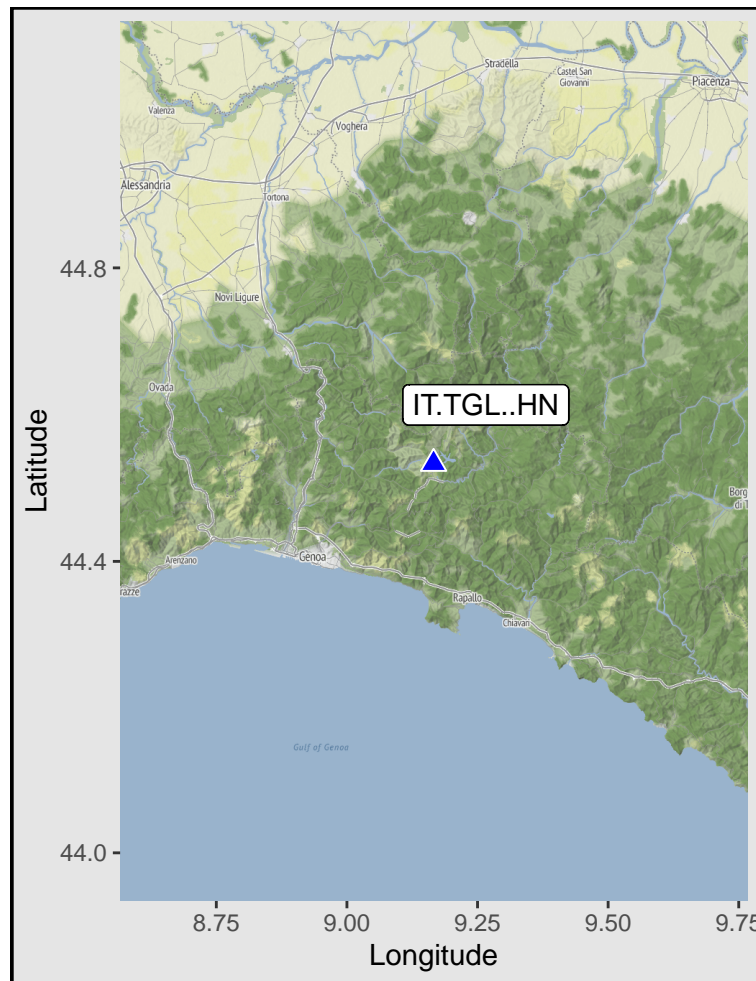 Stradella
Castel San
Giovanni
Piacenza
Valenza
Voghera
Alessandria
Tortona
44.8
Novi Ligure
Ovada
IT.TGL..HN
Latitude
Borg
di T
44.4
Genoa
Arenzano
razze
Rapallo
Chiavari
Gulf of Genoa
44.0
8.75 9.00 9.25 9.50 9.75
Longitude